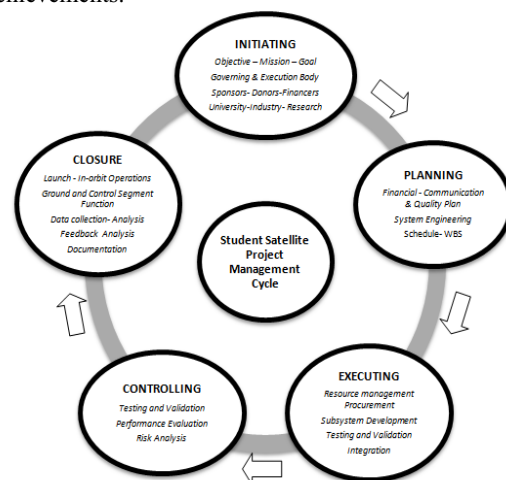 INITIATING
Objective – Mission – Goal
Governing & Execution Body
Sponsors- Donors-Financers
University-Industry- Research
PLANNING
Financial - Communication
& Quality Plan
System Engineering
Schedule- WBS
EXECUTING
Resource management
Procurement
Subsystem Development
Testing and Validation
Integration
CONTROLLING
Testing and Validation
Performance Evaluation
Risk Analysis
CLOSURE
Launch - In-orbit Operations
Ground and Control Segment
Function
Data collection- Analysis
Feedback Analysis
Documentation
Student Satellite
Project
Management
Cycle